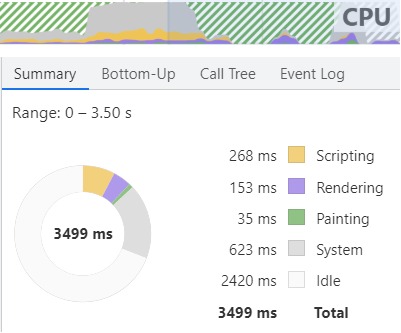 CPU
Summary Bottom-Up Call Tree Event Log
Range: 0 – 3.50 s
268 ms Scripting
153 ms Rendering
35 ms Painting
3499 ms
623 ms System
2420 ms Idle
3499 ms Total